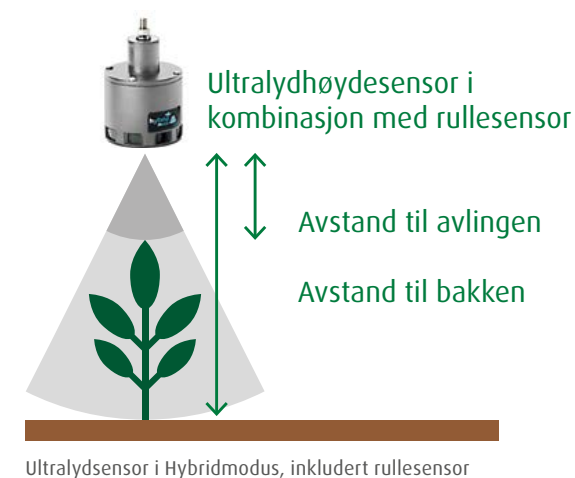 Ultralydhøydesensor i
kombinasjon med rullesensor
Avstand til avlingen
Avstand til bakken
Ultralydsensor i Hybridmodus, inkludert rullesensor